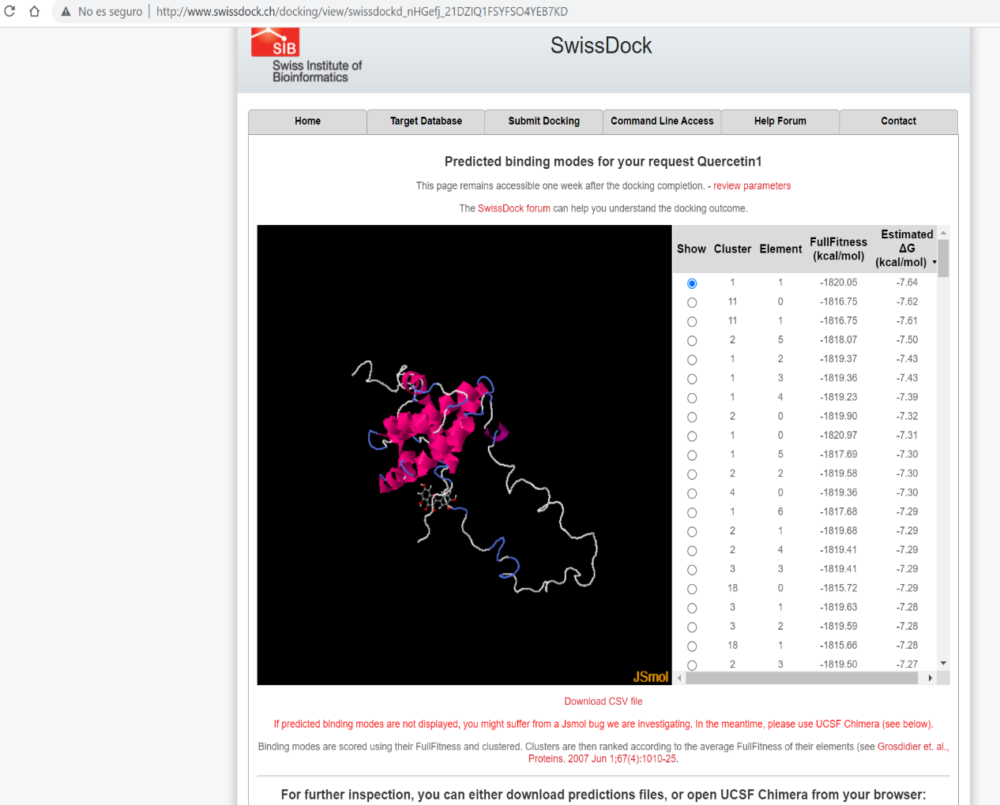 No es seguro | http://www.swissdock.ch/docking/view/swissdockd_nHGefj_21DZIQ1FSYFSO4YEB7KD
SIB
Swiss Institute of
Bioinformatics
SwissDock
Home Target Database Submit Docking Command Line Access Help Forum Contact
Predicted binding modes for your request Quercetin1
This page remains accessible one week after the docking completion. - review parameters
The SwissDock forum can help you understand the docking outcome.
Show Cluster Element FullFitness (kcal/mol) Estimated ΔG (kcal/mol)
1 1 -1820.05 -7.64
11 0 -1816.75 -7.62
11 1 -1816.75 -7.61
2 5 -1818.07 -7.50
1 2 -1819.37 -7.43
1 3 -1819.36 -7.43
1 4 -1819.23 -7.39
2 0 -1819.90 -7.32
1 0 -1820.97 -7.31
1 5 -1817.69 -7.30
2 2 -1819.58 -7.30
4 0 -1819.36 -7.30
1 6 -1817.68 -7.29
2 1 -1819.68 -7.29
2 4 -1819.41 -7.29
3 3 -1819.41 -7.29
18 0 -1815.72 -7.29
3 1 -1819.63 -7.28
3 2 -1819.59 -7.28
18 1 -1815.66 -7.28
2 3 -1819.50 -7.27
JSmol
Download CSV file
If predicted binding modes are not displayed, you might suffer from a Jsmol bug we are investigating. In the meantime, please use UCSF Chimera (see below).
Binding modes are scored using their FullFitness and clustered. Clusters are then ranked according to the average FullFitness of their elements (see Grosdidier et. al.,
Proteins. 2007 Jun 1;67(4):1010-25.
For further inspection, you can either download predictions files, or open UCSF Chimera from your browser: